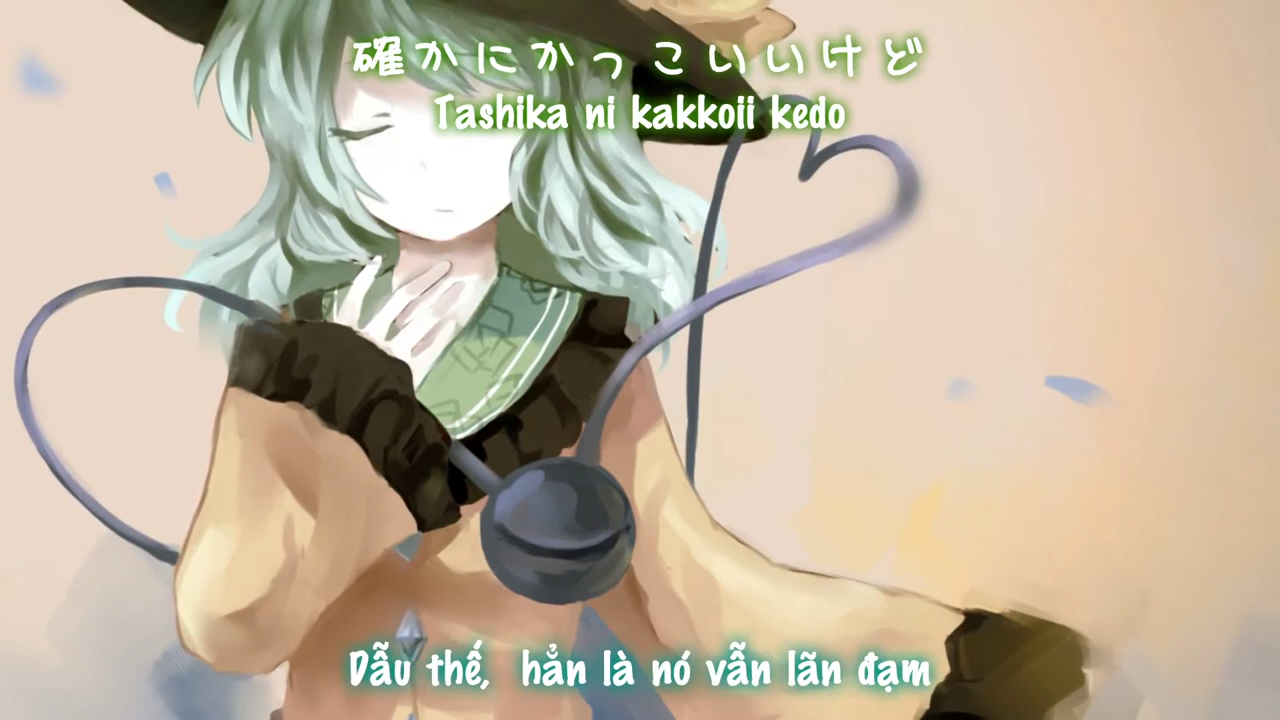 確かにかっこいいけど
Tashika ni kakkoii kedo
Dẫu thế, hẳn là nó vẫn lãn đạm